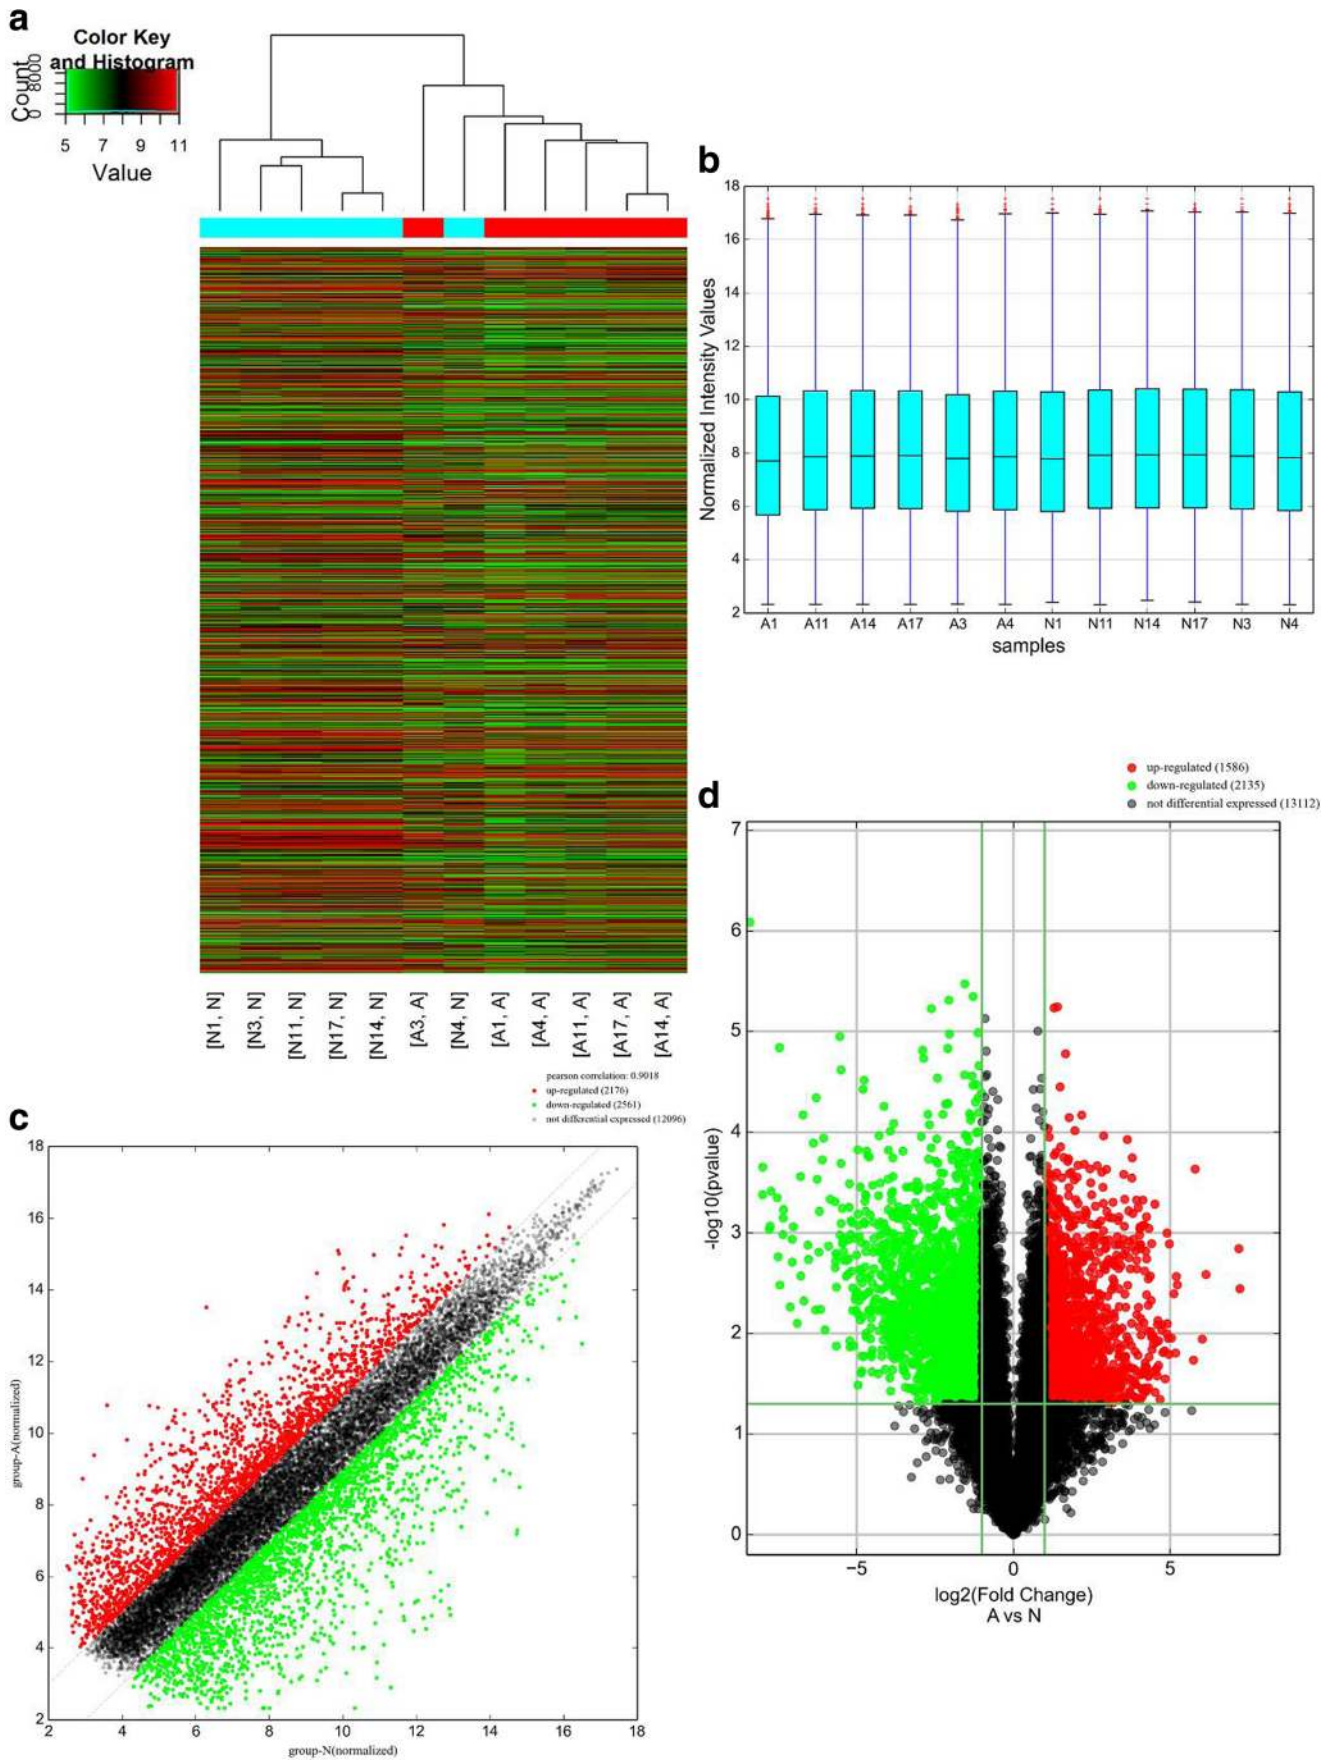 a
Color Key
and Histogram
Count
0 8000
5 7 9 11
Value
[N1, N]
[N3, N]
[N11, N]
[N17, N]
[N14, N]
[A3, A]
[N4, N]
[A1, A]
[A4, A]
[A11, A]
[A17, A]
[A14, A]
b
Normalized Intensity Values
18
16
14
12
10
8
6
4
2
A1 A11 A14 A17 A3 A4 N1 N11 N14 N17 N3 N4
samples
c
pearson correlation: 0.9018
up-regulated (2176)
down-regulated (2561)
not differential expressed (12096)
group-A(normalized)
18
16
14
12
10
8
6
4
2
2 4 6 8 10 12 14 16 18
group-N(normalized)
d
up-regulated (1586)
down-regulated (2135)
not differential expressed (13112)
-log10(pvalue)
7
6
5
4
3
2
1
0
−5 0 5
log2(Fold Change)
A vs N